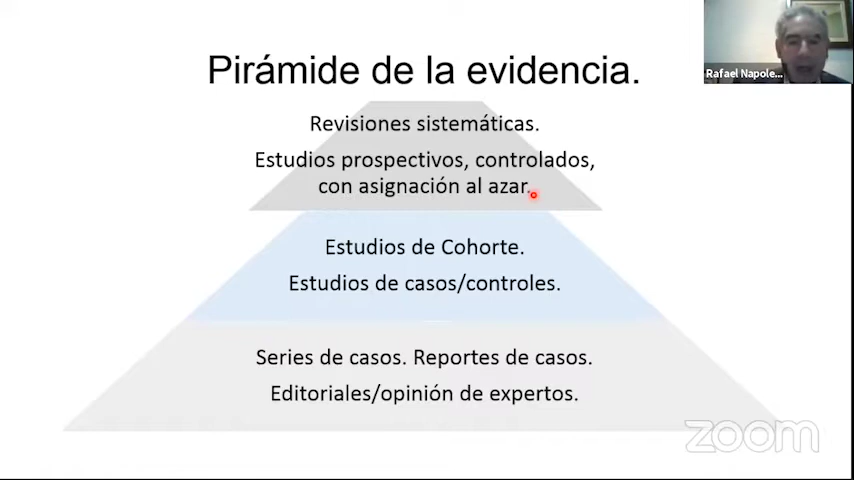 Rafael Napole...
Pirámide de la evidencia.
Revisiones sistemáticas.
Estudios prospectivos, controlados,
con asignación al azar.
Estudios de Cohorte.
Estudios de casos/controles.
Series de casos. Reportes de casos.
Editoriales/opinión de expertos.
zoom